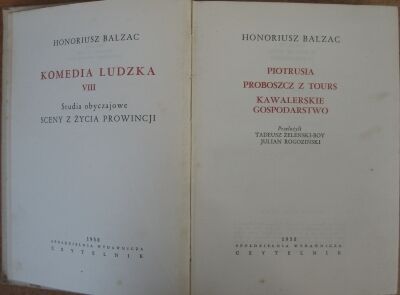 HONORIUSZ BALZAC
KOMEDIA LUDZKA
VIII
Studia obyczajowe
SCENY Z ŻYCIA PROWINCJI
1958
SPÓŁDZIELNIA WYDAWNICZA
CZYTELNIK
HONORIUSZ BALZAC
PIOTRUSIA
PROBOSZCZ Z TOURS
KAWALERSKIE
GOSPODARSTWO
Przełożyli
TADEUSZ ŻELEŃSKI-BOY
JULIAN ROGOZIŃSKI
1958
SPÓŁDZIELNIA WYDAWNICZA
CZYTELNIK